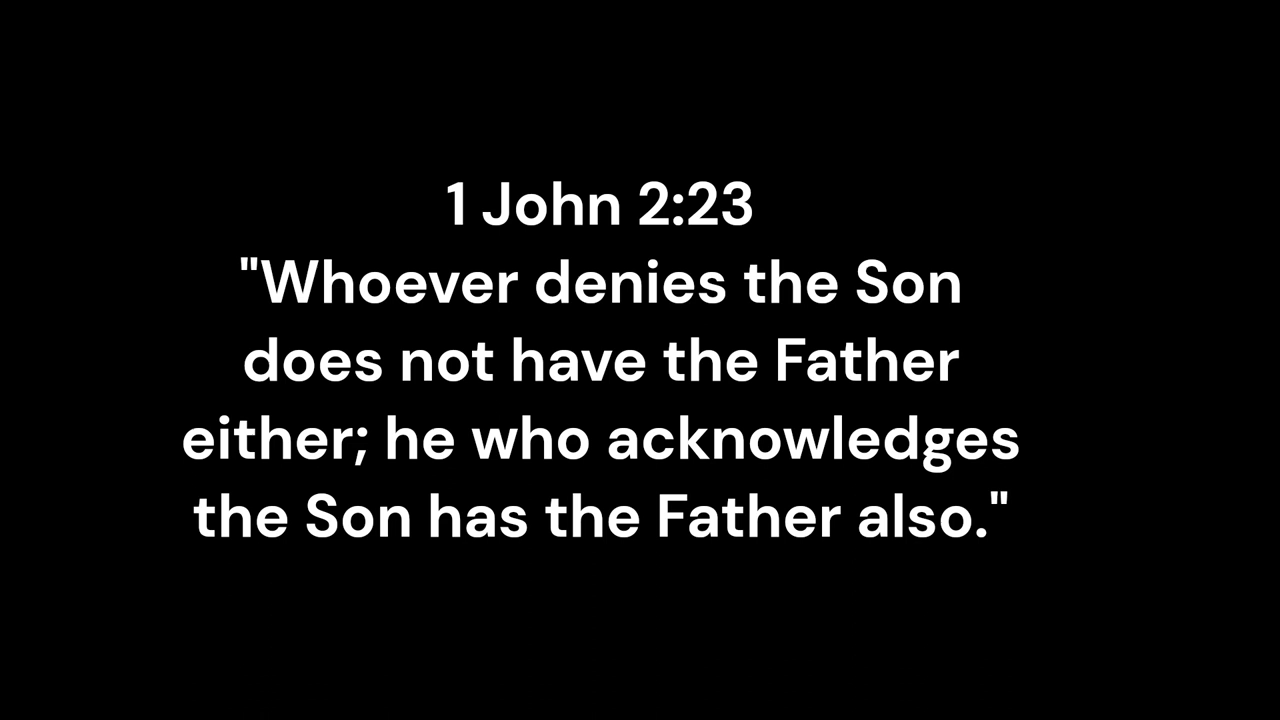 1 John 2:23
"Whoever denies the Son
does not have the Father
either; he who acknowledges
the Son has the Father also."